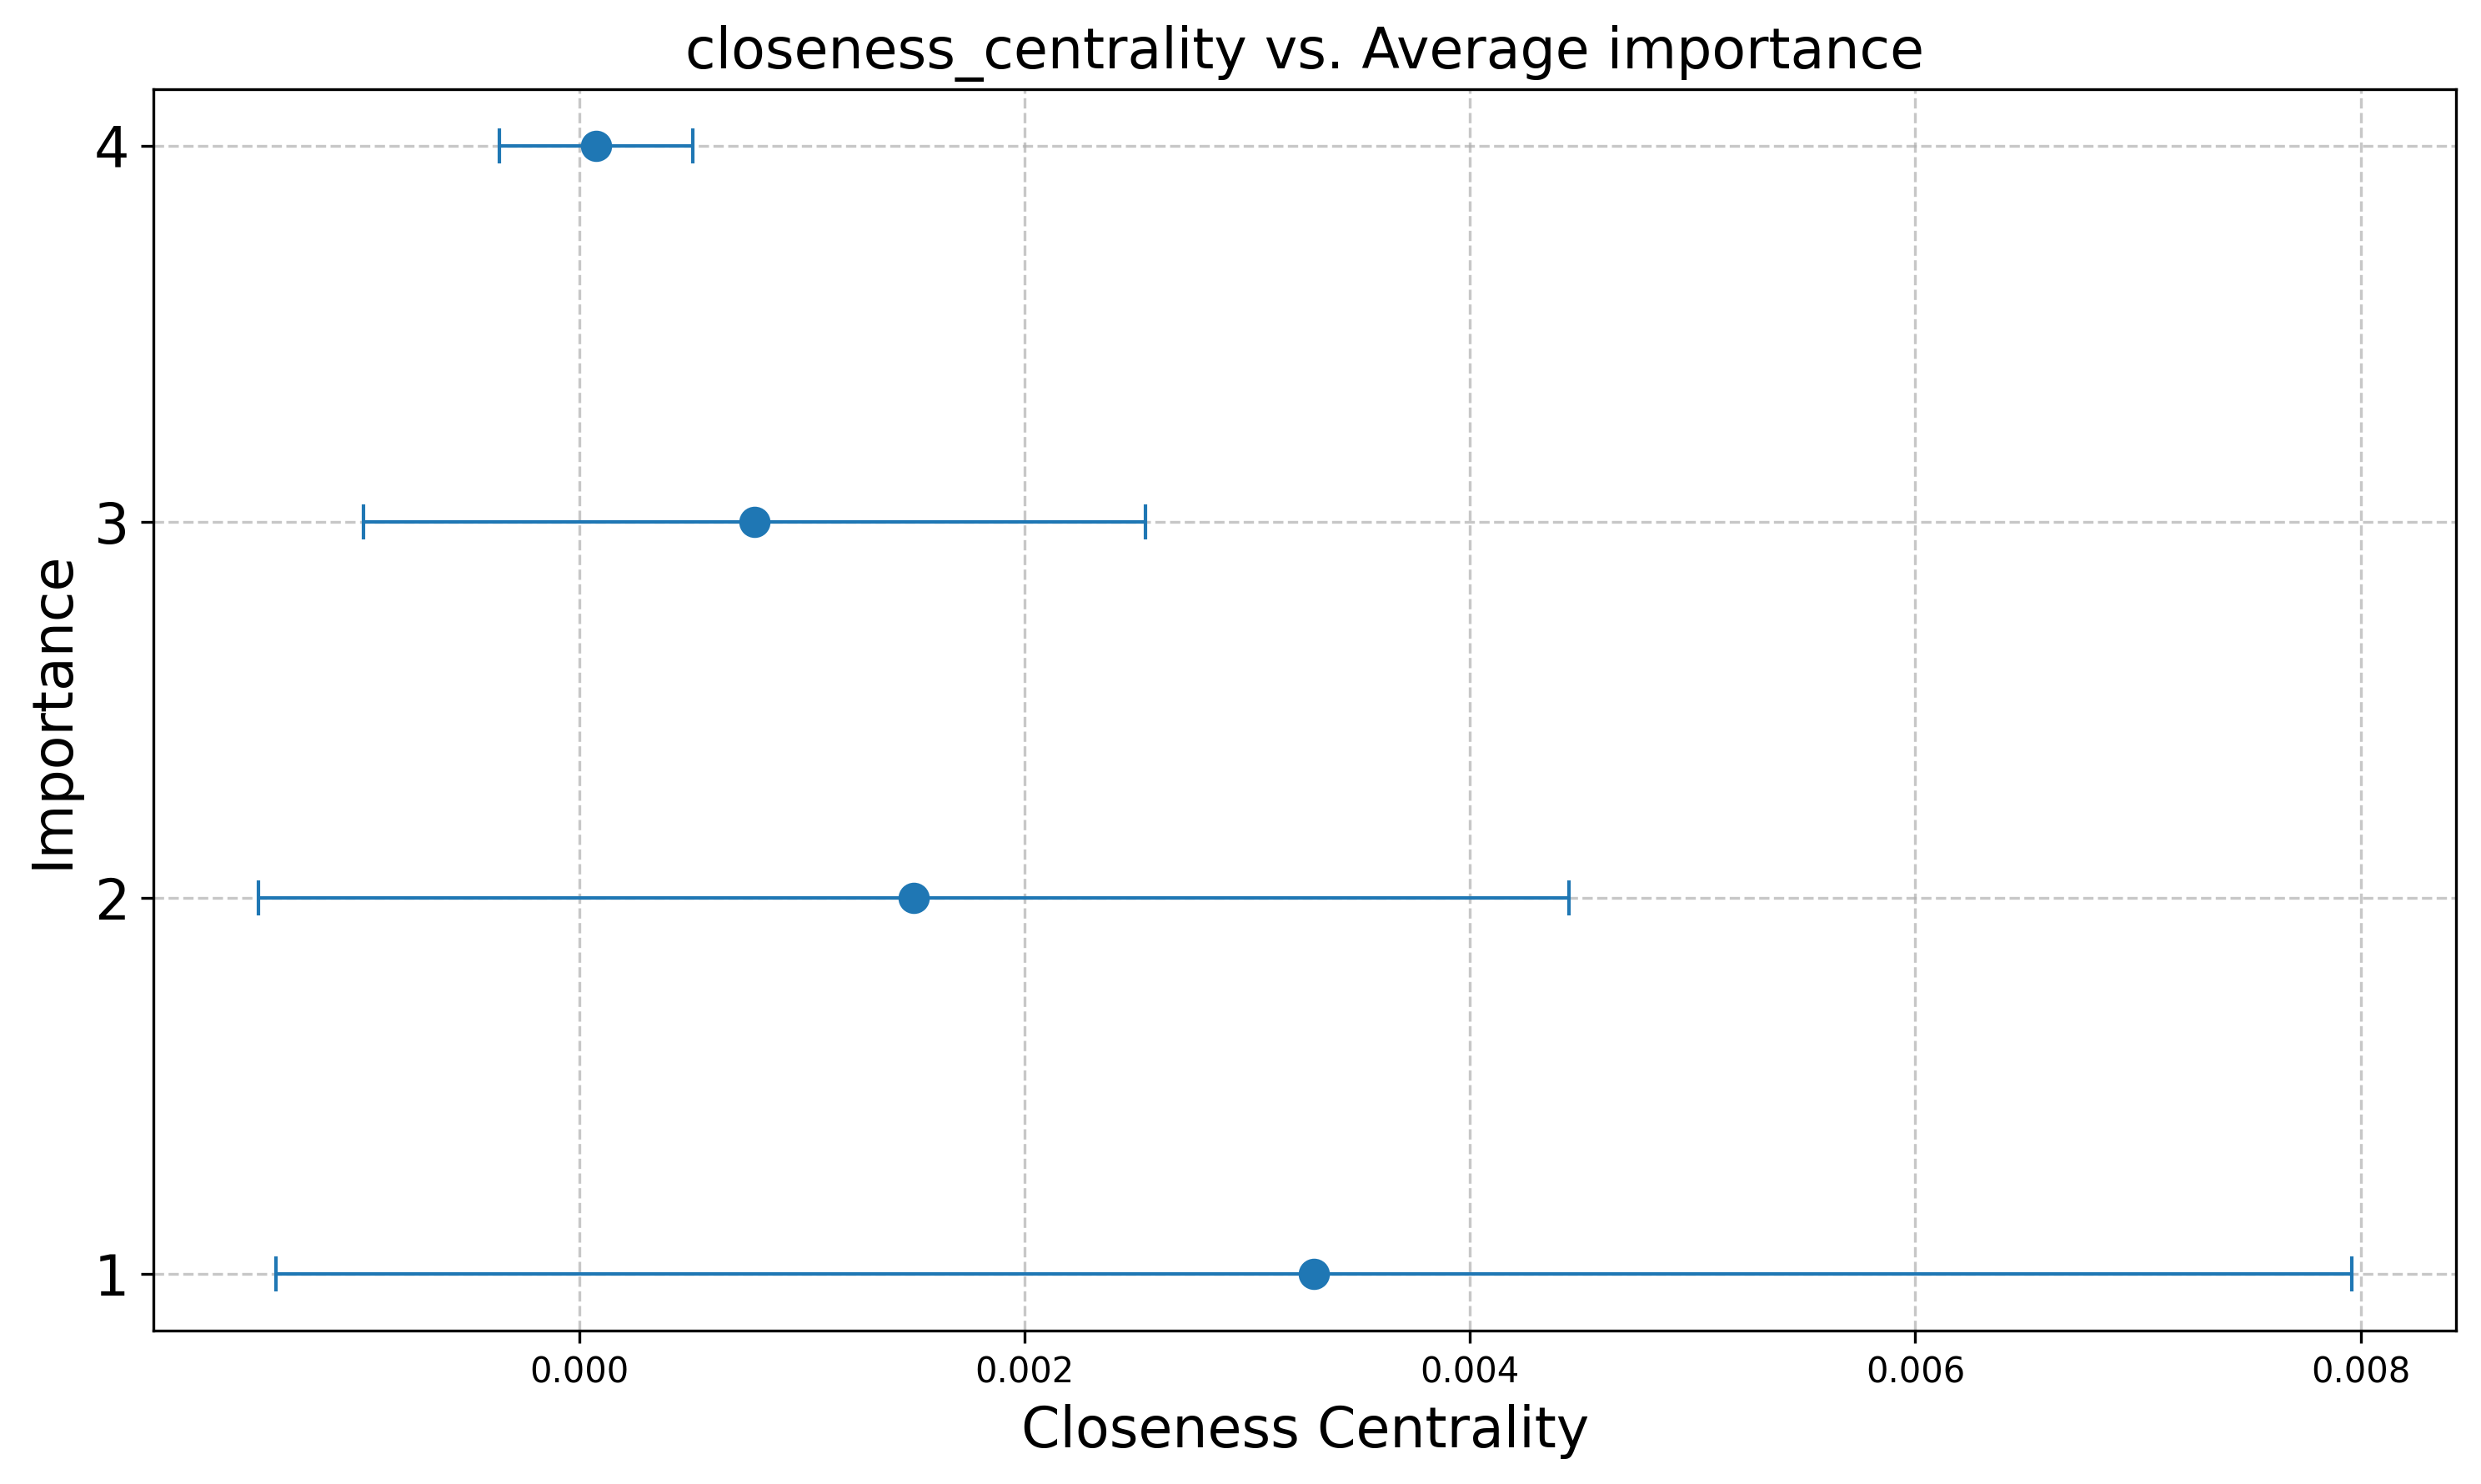 closeness_centrality vs. Average importance
Importance
4
3
2
1
0.000 0.002 0.004 0.006 0.008
Closeness Centrality